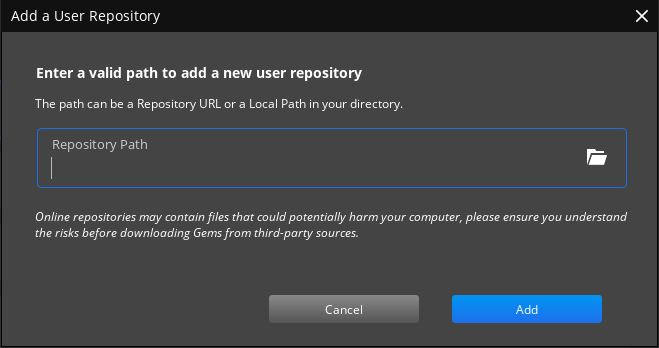 Add a User Repository
Enter a valid path to add a new user repository
The path can be a Repository URL or a Local Path in your directory.
Repository Path
Online repositories may contain files that could potentially harm your computer, please ensure you understand
the risks before downloading Gems from third-party sources.
Cancel
Add